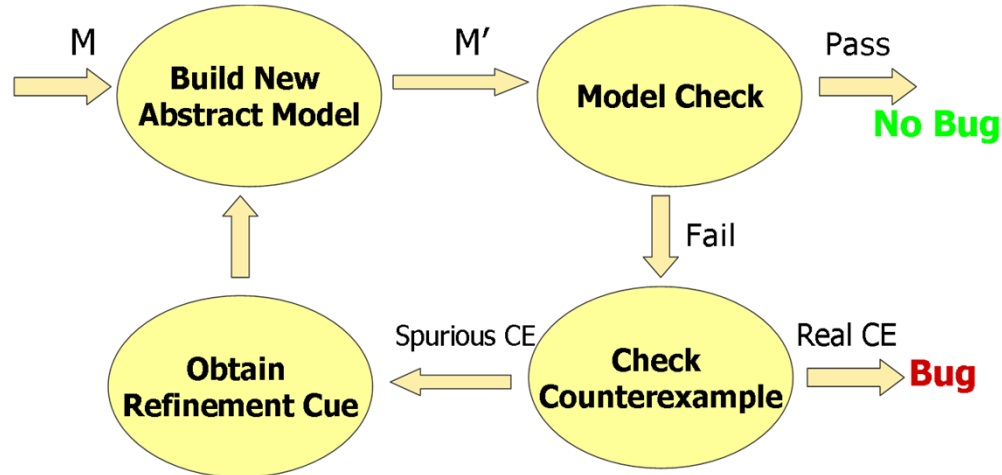 M
Build New
Abstract Model
M’
Model Check
Pass
No Bug
Fail
Check
Counterexample
Real CE
Bug
Spurious CE
Obtain
Refinement Cue